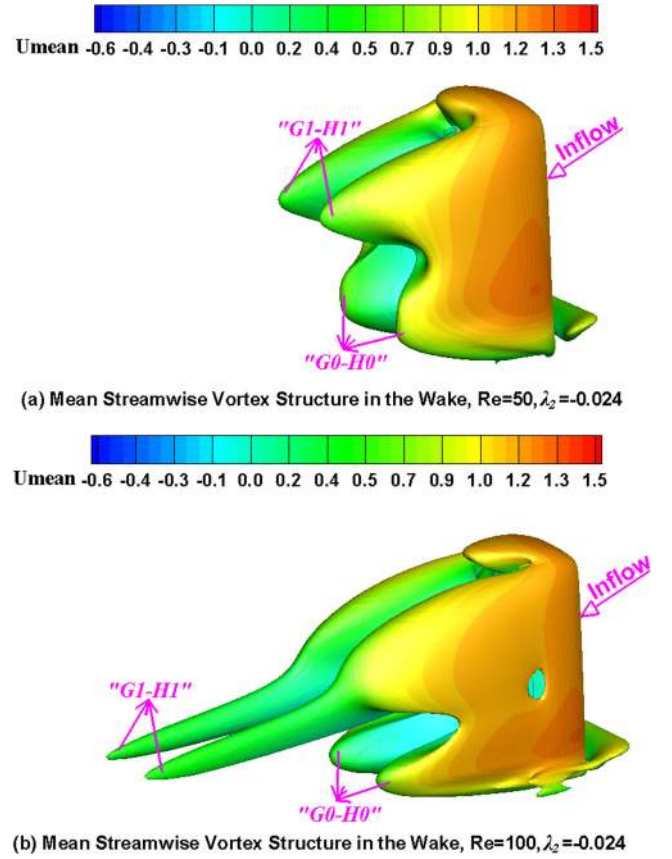 Umean -0.6 -0.4 -0.3 -0.1 0.0 0.2 0.4 0.5 0.7 0.9 1.0 1.2 1.3 1.5
"G1-H1"
Inflow
"G0-H0"
(a) Mean Streamwise Vortex Structure in the Wake, Re=50,λ₂=-0.024
Umean -0.6 -0.4 -0.3 -0.1 0.0 0.2 0.4 0.5 0.7 0.9 1.0 1.2 1.3 1.5
Inflow
"G1-H1"
"G0-H0"
(b) Mean Streamwise Vortex Structure in the Wake, Re=100,λ₂=-0.024